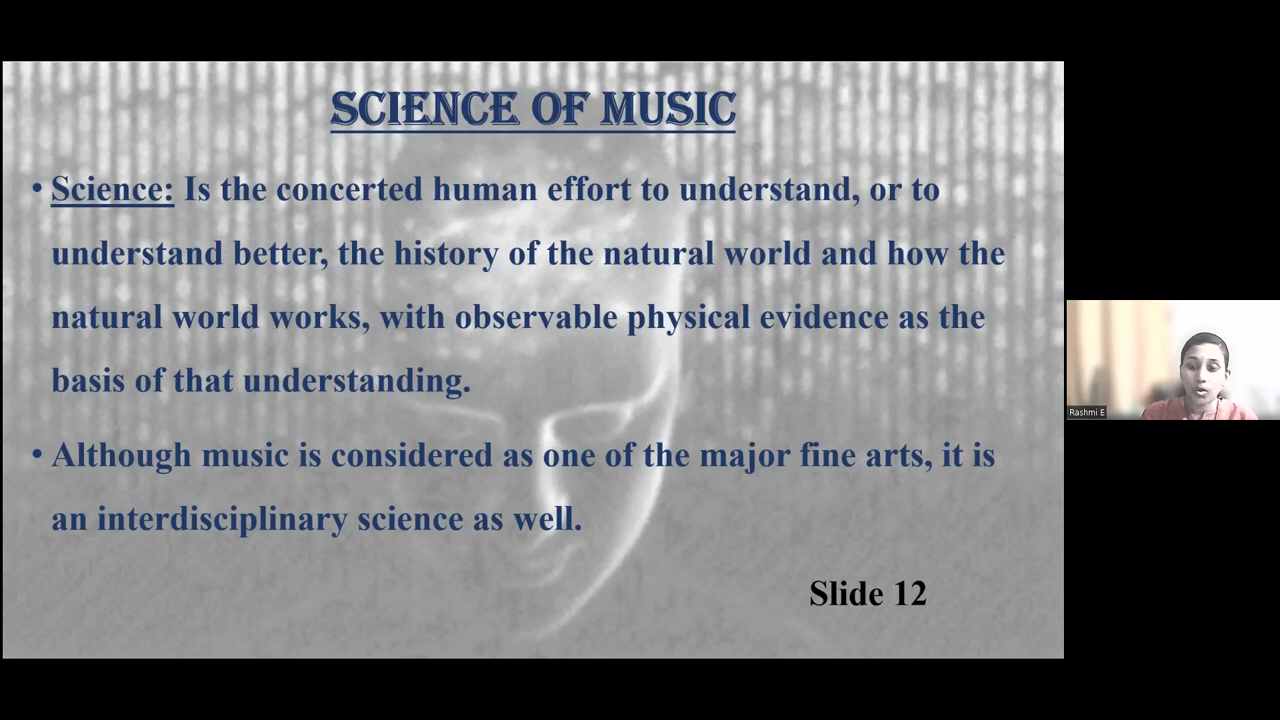 SCIENCE OF MUSIC
• Science: Is the concerted human effort to understand, or to
understand better, the history of the natural world and how the
natural world works, with observable physical evidence as the
basis of that understanding.
• Although music is considered as one of the major fine arts, it is
an interdisciplinary science as well.
Slide 12
Rashmi E